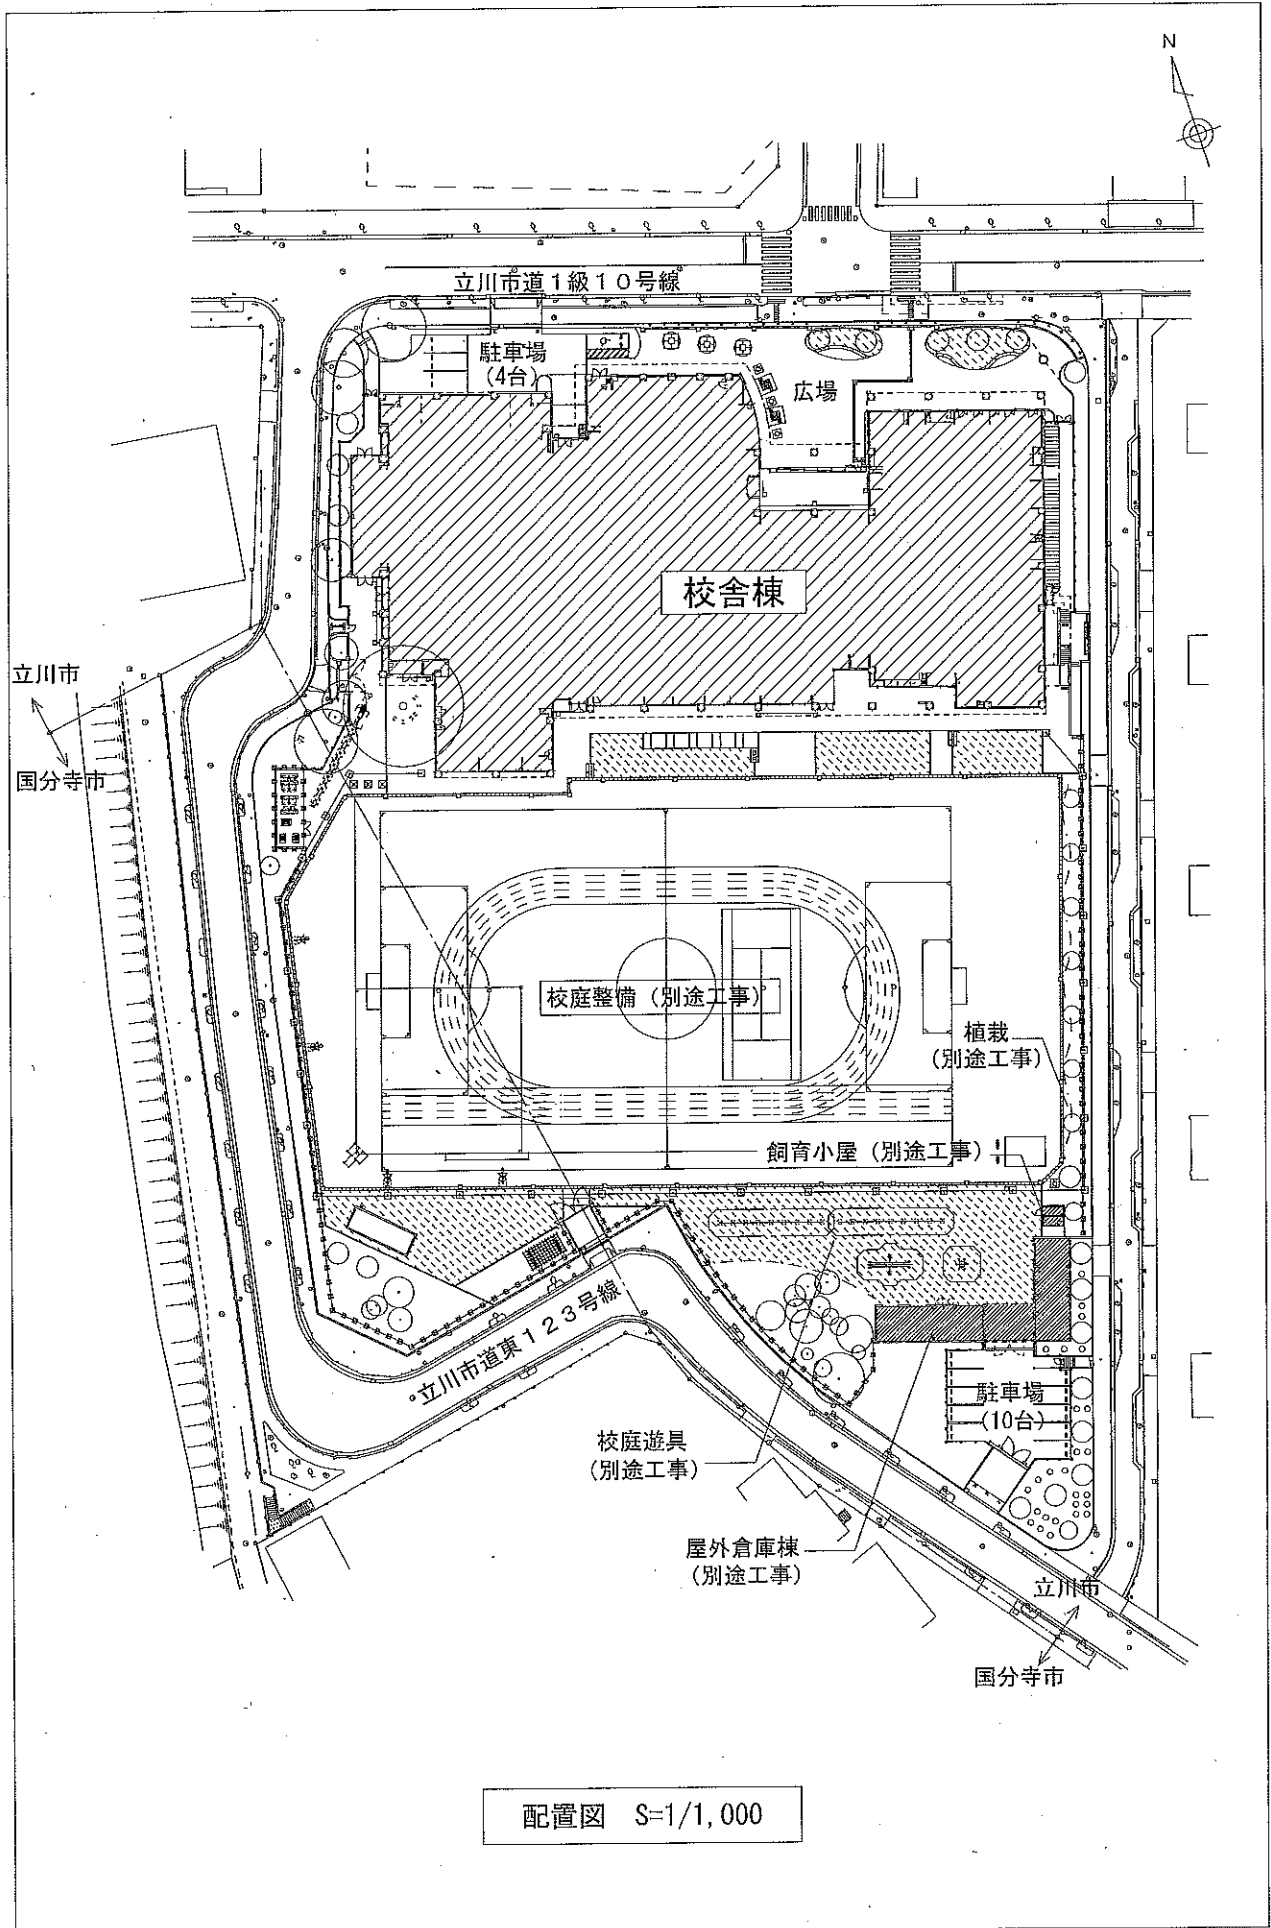 N
立川市道1級10号線
駐車場
(4台)
広場
校舎棟
立川市
国分寺市
校庭整備（別途工事）
植栽
（別途工事）
飼育小屋（別途工事）
立川市道東123号線
駐車場
(10台)
校庭遊具
（別途工事）
屋外倉庫棟
（別途工事）
立川市
国分寺市
配置図　S=1/1,000